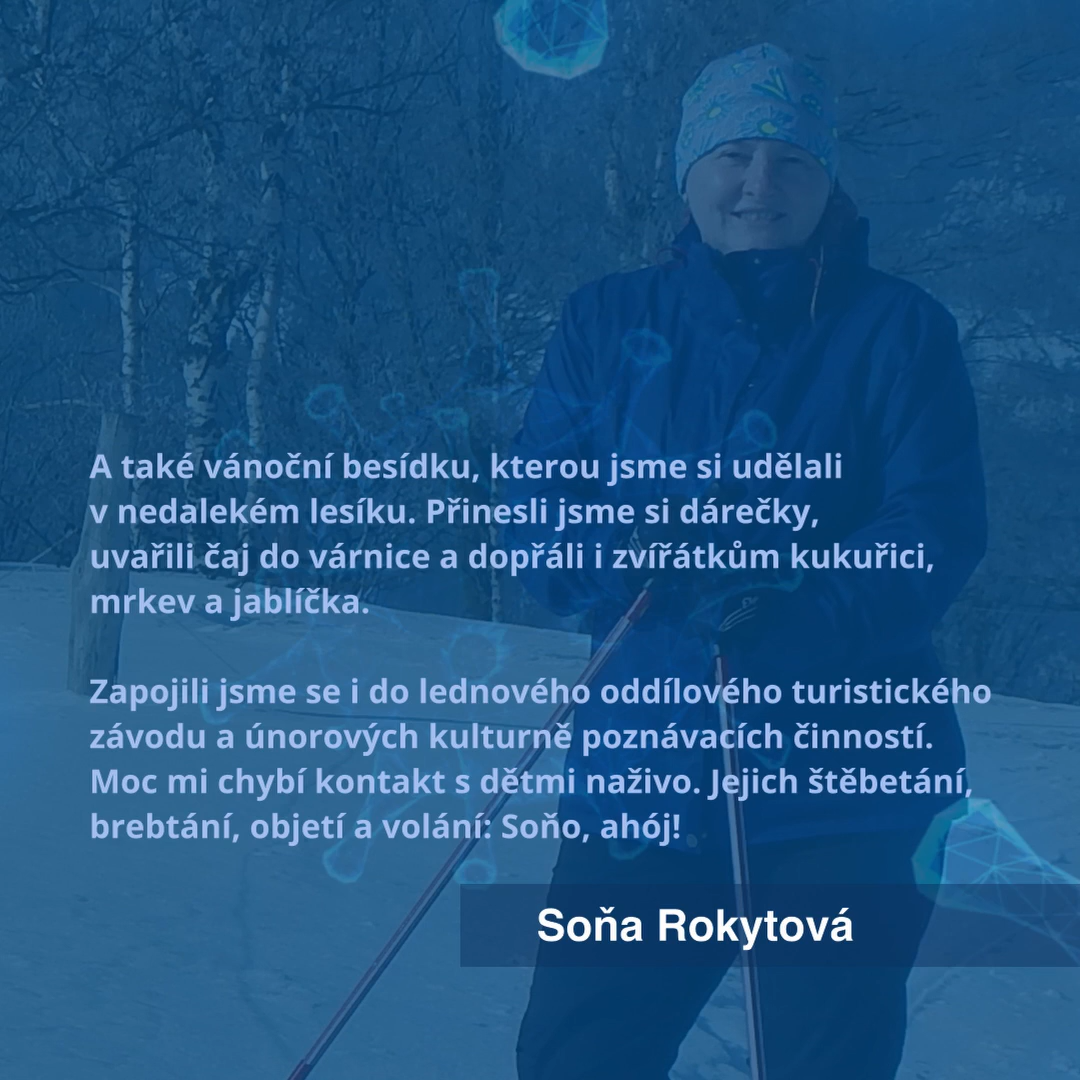 A také vánoční besídku, kterou jsme si udělali
v nedalekém lesíku. Přinesli jsme si dárečky,
uvařili čaj do várnice a dopřáli i zvířátkům kukuřici,
mrkev a jablíčka.
Zapojili jsme se i do lednového oddílového turistického
závodu a únorových kulturně poznávacích činností.
Moc mi chybí kontakt s dětmi naživo. Jejich štěbetání,
brebtání, objetí a volání: Soňo, ahój!
Soňa Rokytová